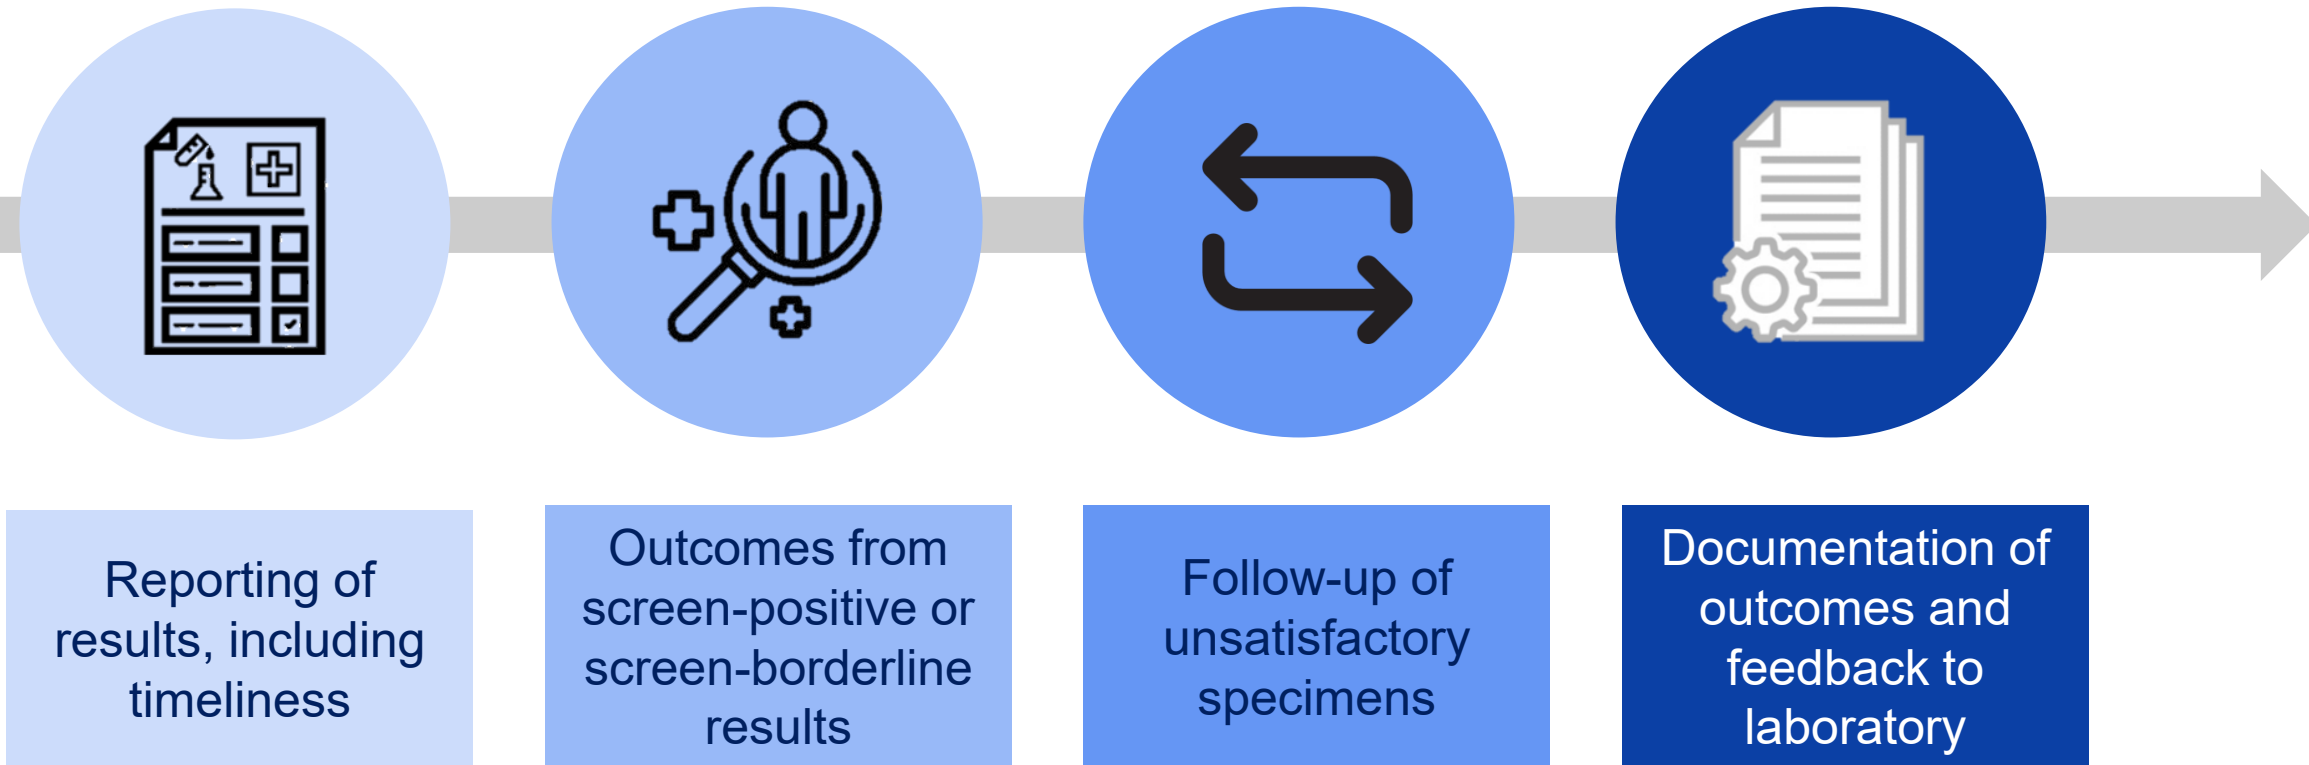 Reporting of
results, including
timeliness
Outcomes from
screen-positive or
screen-borderline
results
Follow-up of
unsatisfactory
specimens
Documentation of
outcomes and
feedback to
laboratory